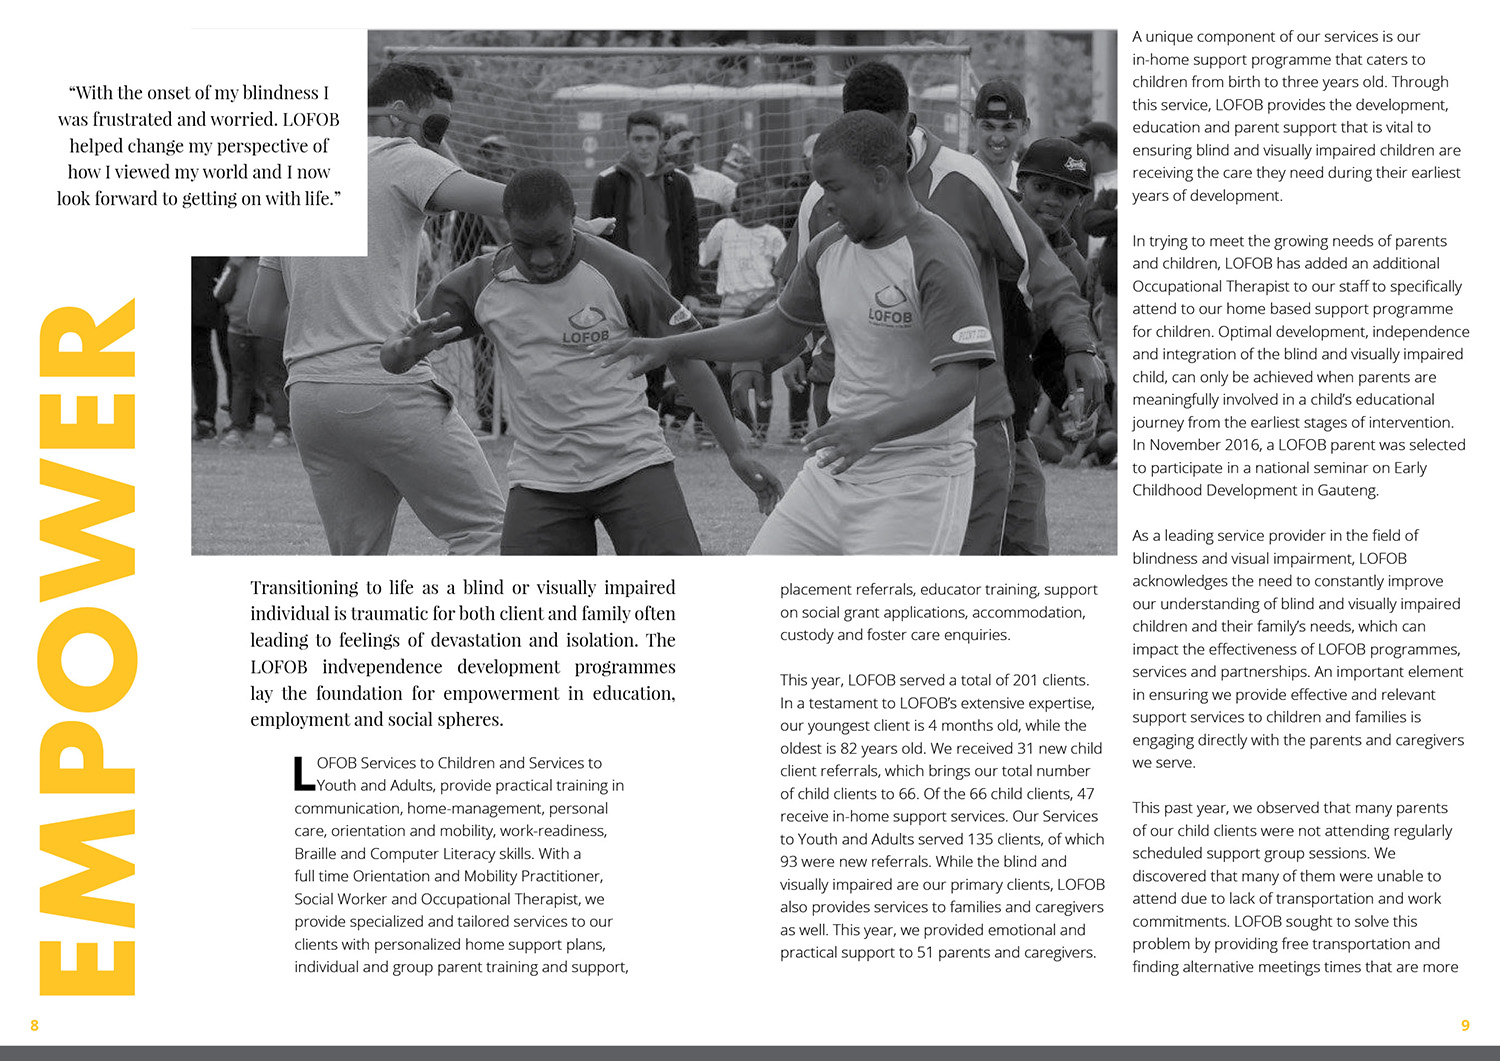 “With the onset of my blindness I
was frustrated and worried. LOFOB
helped change my perspective of
how I viewed my world and I now
look forward to getting on with life.”
EMPOWER
LOFOB
LOFOB
Transitioning to life as a blind or visually impaired
individual is traumatic for both client and family often
leading to feelings of devastation and isolation. The
LOFOB indvependence development programmes
lay the foundation for empowerment in education,
employment and social spheres.
LOFOB Services to Children and Services to
Youth and Adults, provide practical training in
communication, home-management, personal
care, orientation and mobility, work-readiness,
Braille and Computer Literacy skills. With a
full time Orientation and Mobility Practitioner,
Social Worker and Occupational Therapist, we
provide specialized and tailored services to our
clients with personalized home support plans,
individual and group parent training and support,
placement referrals, educator training, support
on social grant applications, accommodation,
custody and foster care enquiries.
This year, LOFOB served a total of 201 clients.
In a testament to LOFOB’s extensive expertise,
our youngest client is 4 months old, while the
oldest is 82 years old. We received 31 new child
client referrals, which brings our total number
of child clients to 66. Of the 66 child clients, 47
receive in-home support services. Our Services
to Youth and Adults served 135 clients, of which
93 were new referrals. While the blind and
visually impaired are our primary clients, LOFOB
also provides services to families and caregivers
as well. This year, we provided emotional and
practical support to 51 parents and caregivers.
A unique component of our services is our
in-home support programme that caters to
children from birth to three years old. Through
this service, LOFOB provides the development,
education and parent support that is vital to
ensuring blind and visually impaired children are
receiving the care they need during their earliest
years of development.
In trying to meet the growing needs of parents
and children, LOFOB has added an additional
Occupational Therapist to our staff to specifically
attend to our home based support programme
for children. Optimal development, independence
and integration of the blind and visually impaired
child, can only be achieved when parents are
meaningfully involved in a child’s educational
journey from the earliest stages of intervention.
In November 2016, a LOFOB parent was selected
to participate in a national seminar on Early
Childhood Development in Gauteng.
As a leading service provider in the field of
blindness and visual impairment, LOFOB
acknowledges the need to constantly improve
our understanding of blind and visually impaired
children and their family’s needs, which can
impact the effectiveness of LOFOB programmes,
services and partnerships. An important element
in ensuring we provide effective and relevant
support services to children and families is
engaging directly with the parents and caregivers
we serve.
This past year, we observed that many parents
of our child clients were not attending regularly
scheduled support group sessions. We
discovered that many of them were unable to
attend due to lack of transportation and work
commitments. LOFOB sought to solve this
problem by providing free transportation and
finding alternative meetings times that are more
8
9